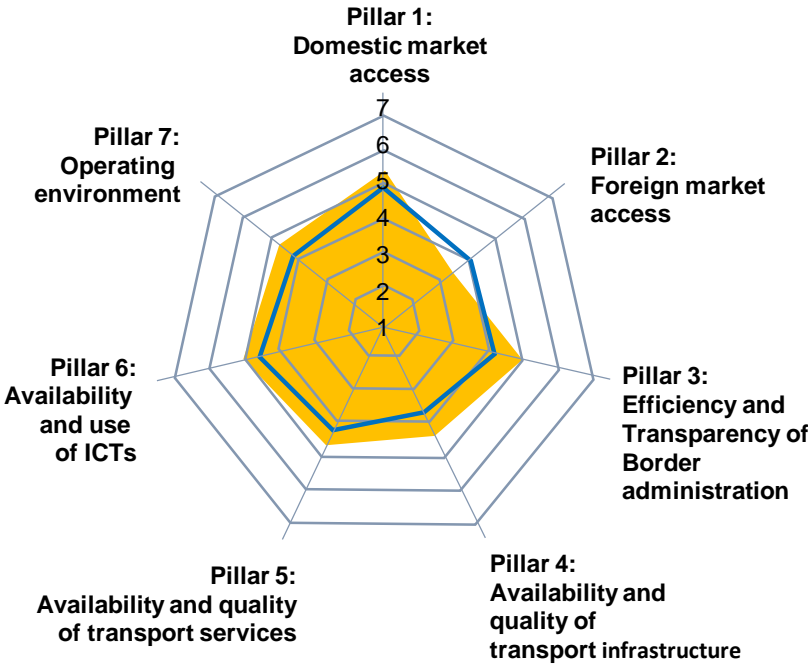 Pillar 1:
Domestic market
access
7
6
5
4
3
2
1
Pillar 2:
Foreign market
access
Pillar 3:
Efficiency and
Transparency of
Border
administration
Pillar 4:
Availability and
quality of
transport infrastructure
Pillar 5:
Availability and quality
of transport services
Pillar 6:
Availability
and use
of ICTs
Pillar 7:
Operating
environment